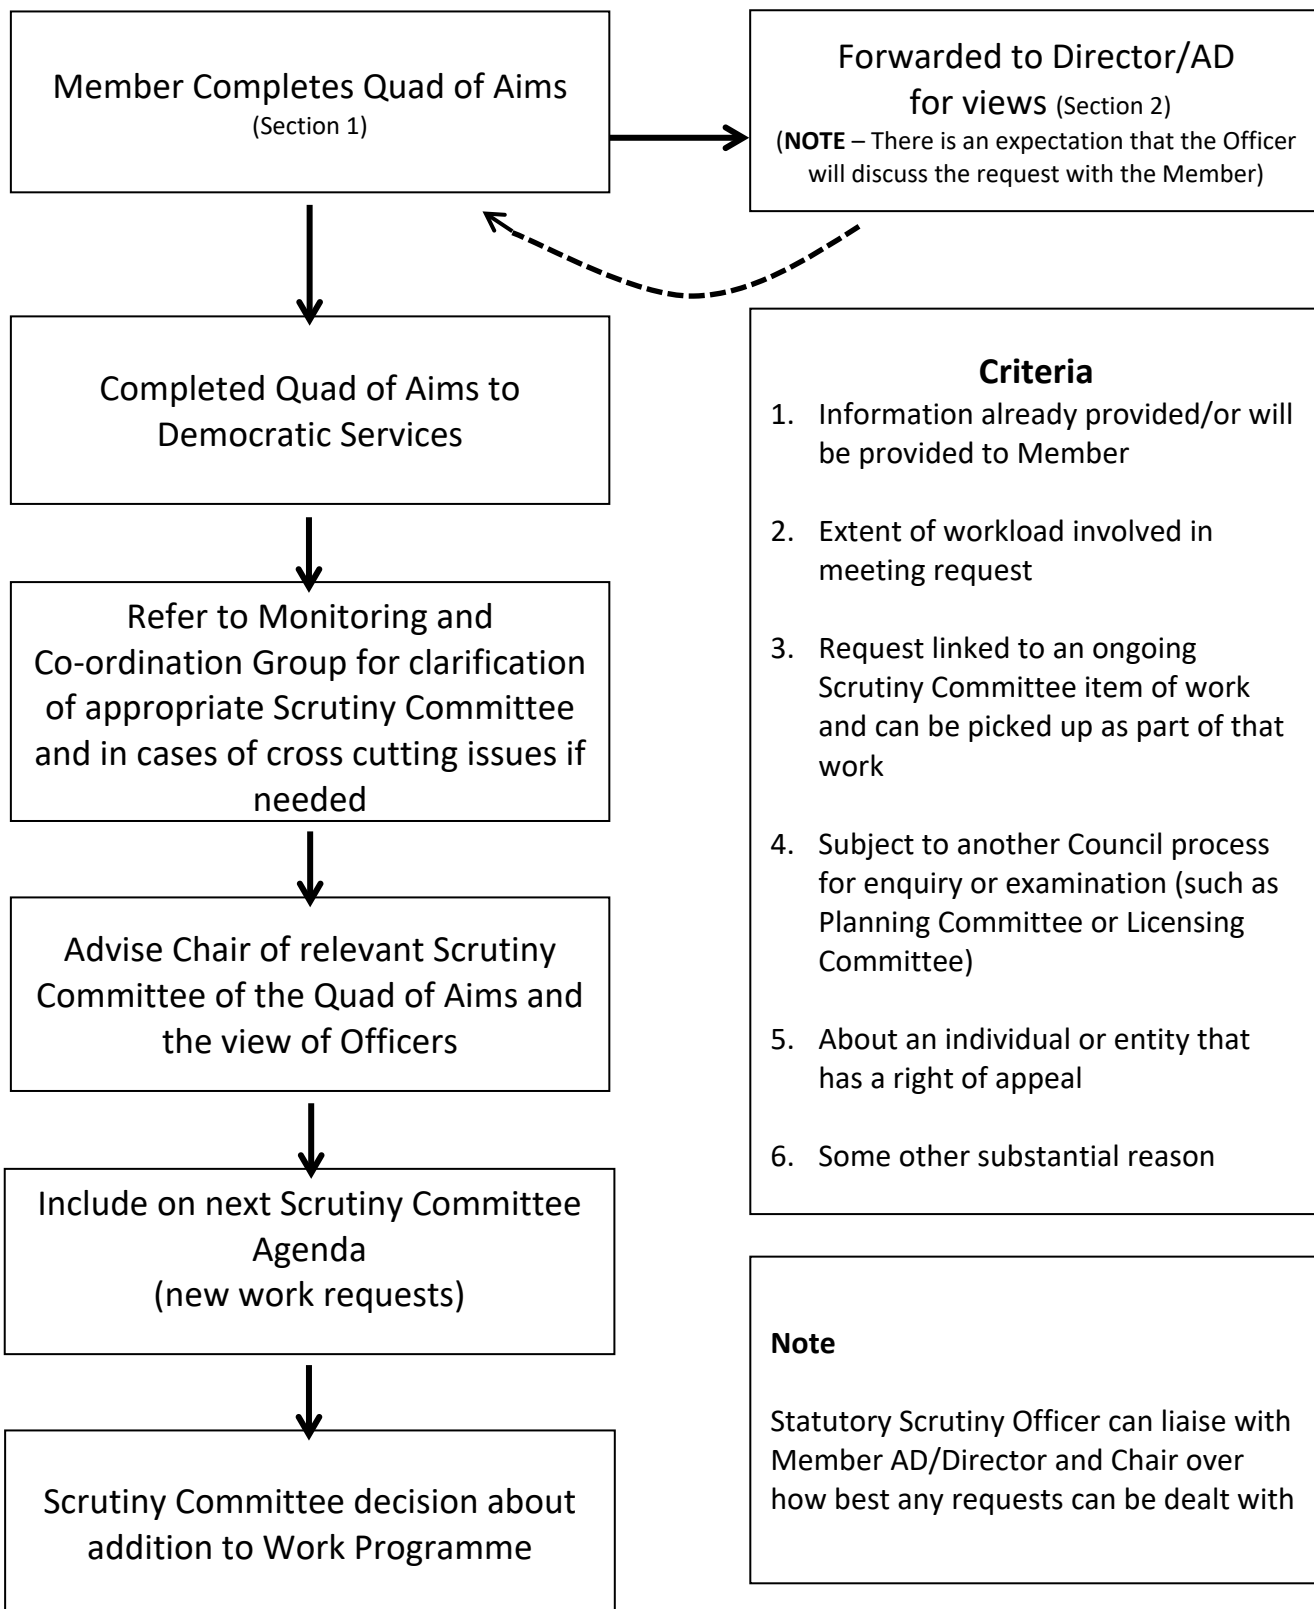 Member Completes Quad of Aims
(Section 1)
Forwarded to Director/AD
for views (Section 2)
(NOTE – There is an expectation that the Officer
will discuss the request with the Member)
Completed Quad of Aims to
Democratic Services
Refer to Monitoring and
Co-ordination Group for clarification
of appropriate Scrutiny Committee
and in cases of cross cutting issues if
needed
Advise Chair of relevant Scrutiny
Committee of the Quad of Aims and
the view of Officers
Include on next Scrutiny Committee
Agenda
(new work requests)
Scrutiny Committee decision about
addition to Work Programme
Criteria
1. Information already provided/or will
be provided to Member
2. Extent of workload involved in
meeting request
3. Request linked to an ongoing
Scrutiny Committee item of work
and can be picked up as part of that
work
4. Subject to another Council process
for enquiry or examination (such as
Planning Committee or Licensing
Committee)
5. About an individual or entity that
has a right of appeal
6. Some other substantial reason
Note
Statutory Scrutiny Officer can liaise with
Member AD/Director and Chair over
how best any requests can be dealt with